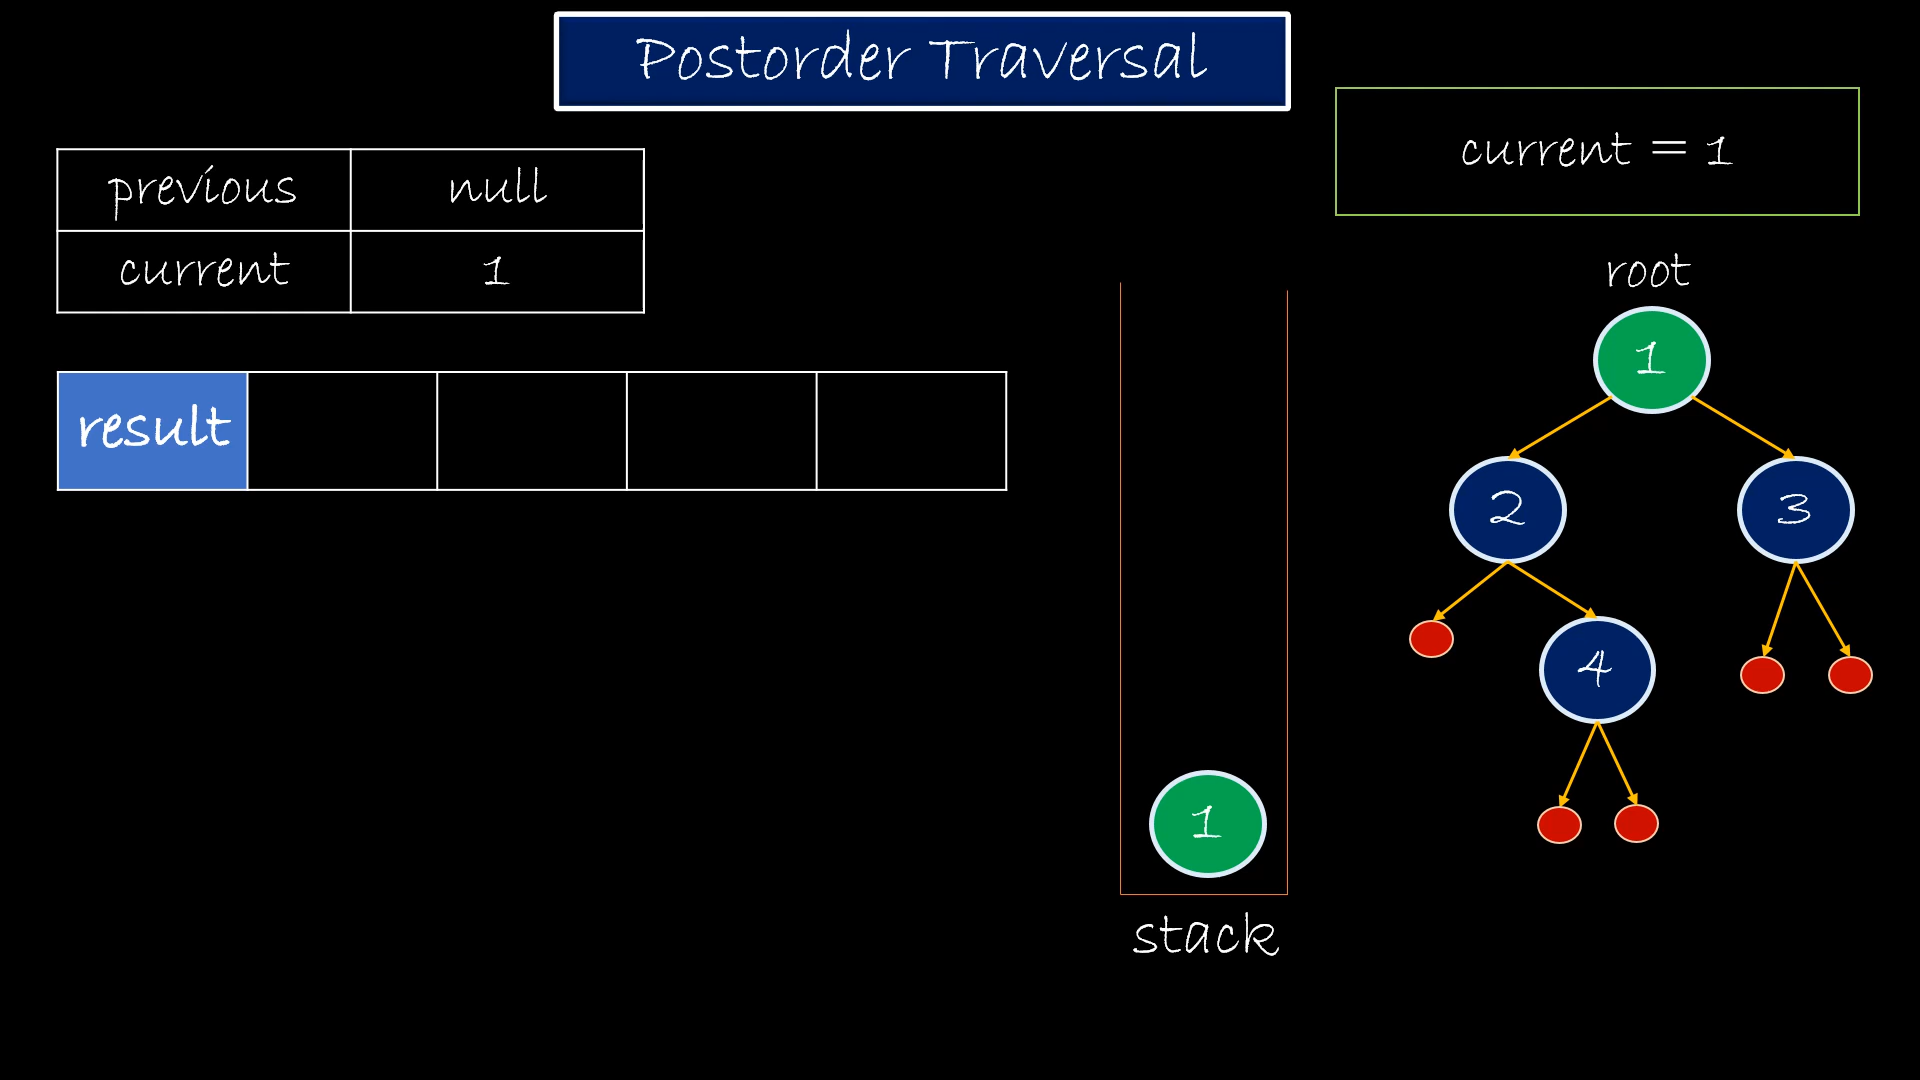 Postorder Traversal
current = 1
previous null
current 1
root
result
1
2 3
4
1
stack